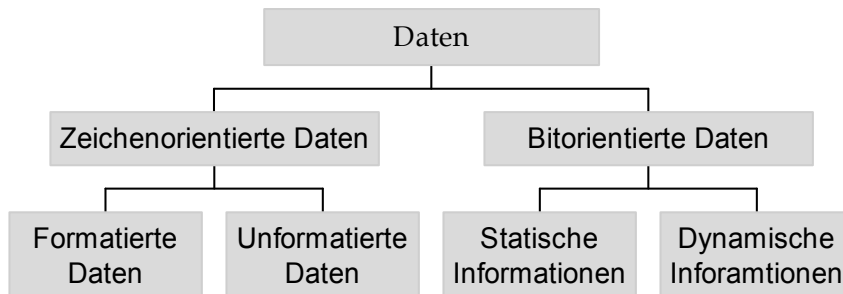 Daten
Zeichenorientierte Daten
Bitorientierte Daten
Formatierte
Daten
Unformatierte
Daten
Statische
Informationen
Dynamische
Inforamtionen